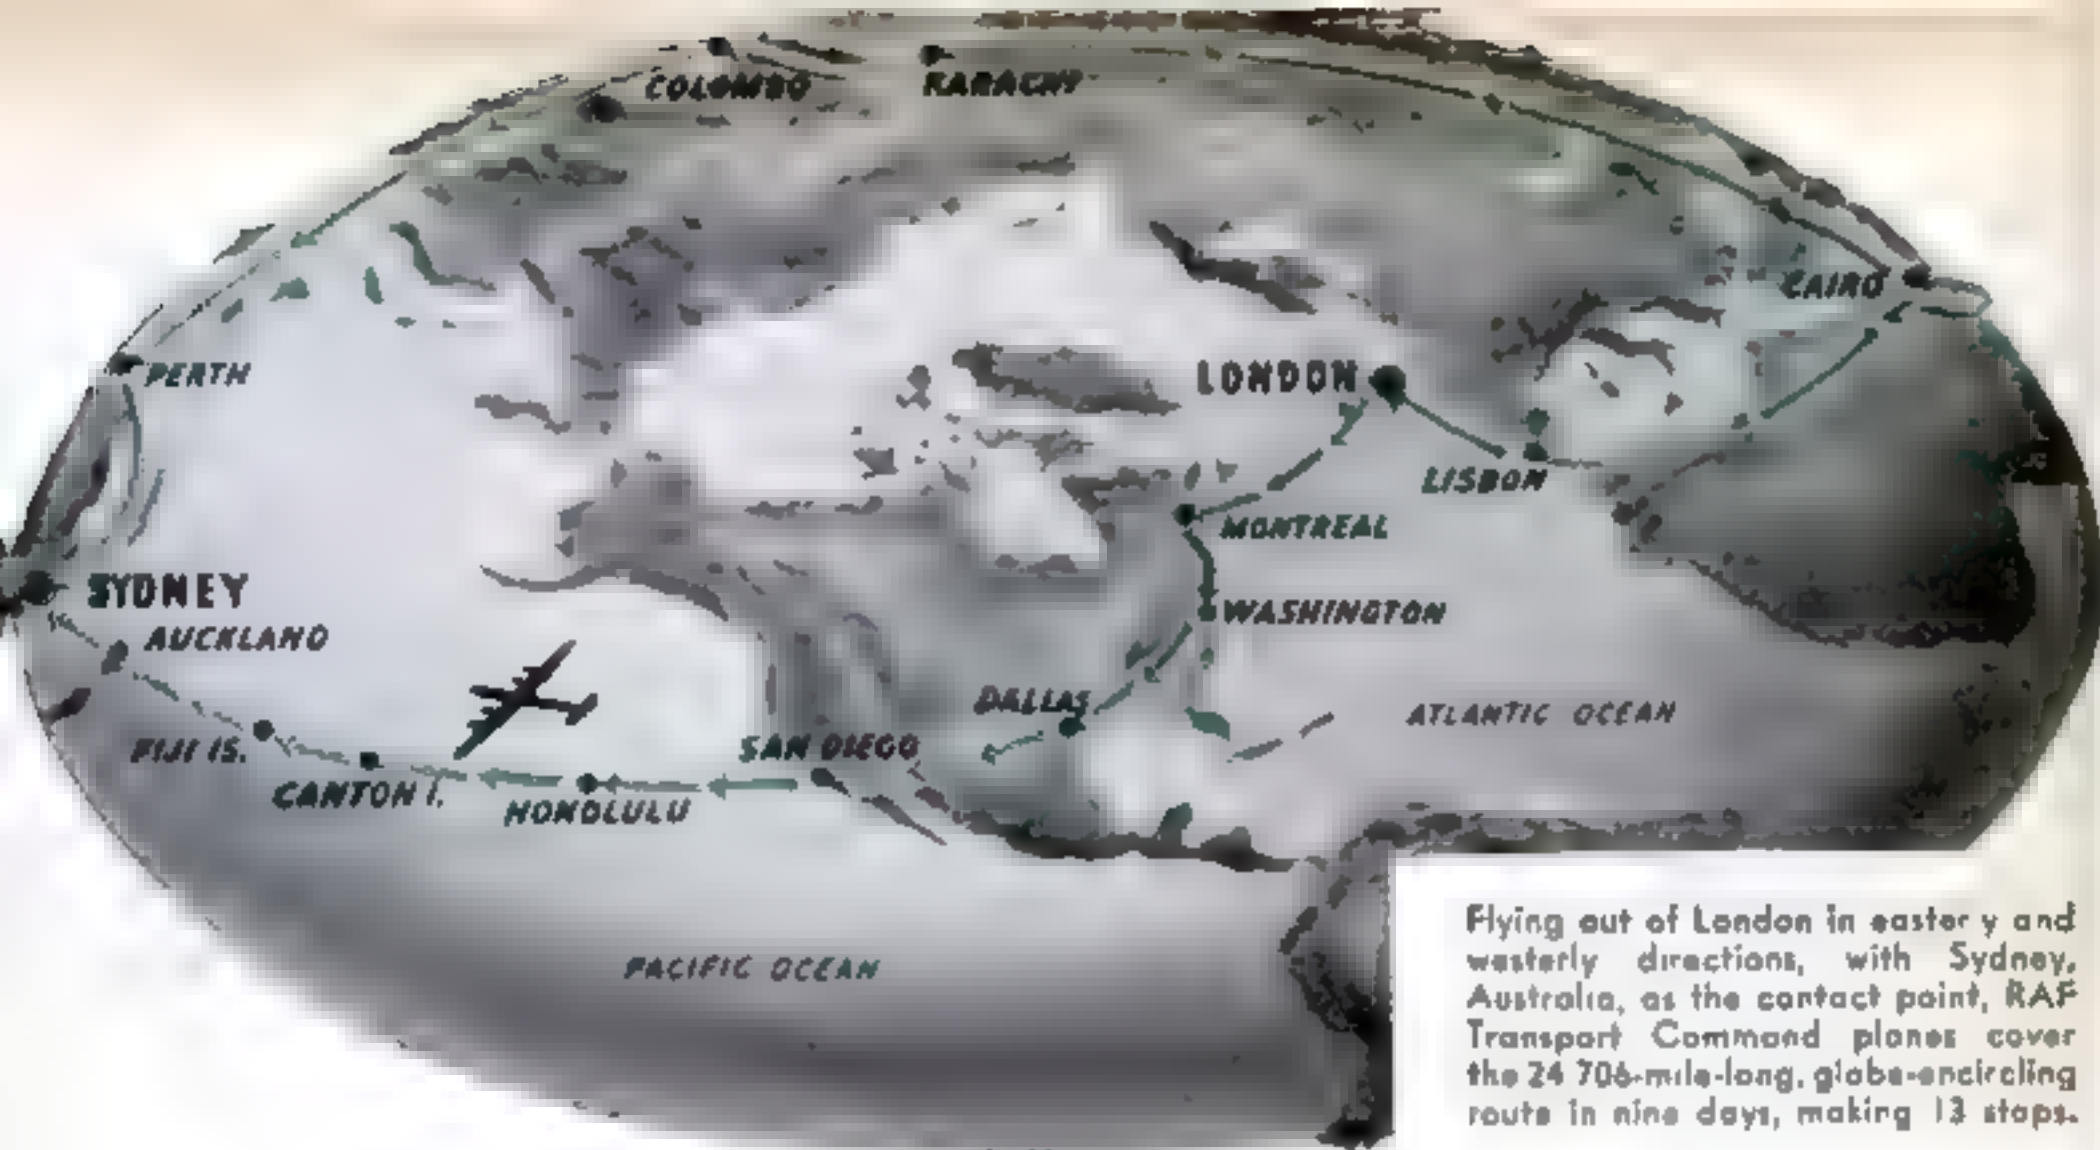 COLOMBO
KARACHI
CAIRO
PERTH
LONDON
LISBON
MONTREAL
SYDNEY
AUCKLAND
WASHINGTON
DALLAS
ATLANTIC OCEAN
FIJI IS.
SAN DIEGO
CANTON I.
HONOLULU
PACIFIC OCEAN
Flying out of London in easter y and
westerly directions, with Sydney,
Australia, as the contact point, RAF
Transport Command planes cover
the 24 706-mile-long, globe-encircling
route in nine days, making 13 stops.